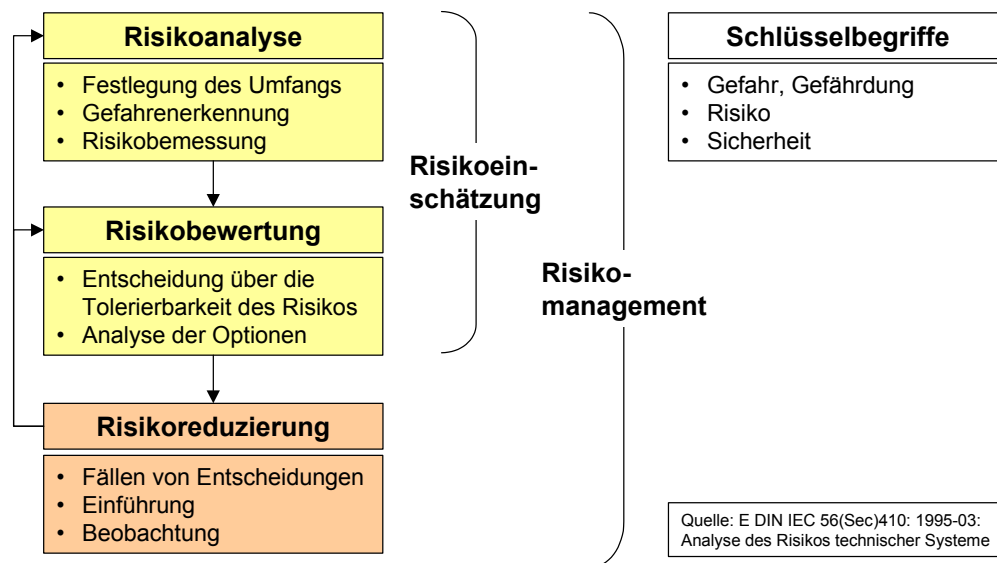 Risikoanalyse
• Festlegung des Umfangs
• Gefahrenerkennung
• Risikobemessung
Risikobewertung
• Entscheidung über die
Tolerierbarkeit des Risikos
• Analyse der Optionen
Risikoreduzierung
• Fällen von Entscheidungen
• Einführung
• Beobachtung
Risikoein-
schätzung
Risiko-
management
Schlüsselbegriffe
• Gefahr, Gefährdung
• Risiko
• Sicherheit
Quelle: E DIN IEC 56(Sec)410: 1995-03:
Analyse des Risikos technischer Systeme